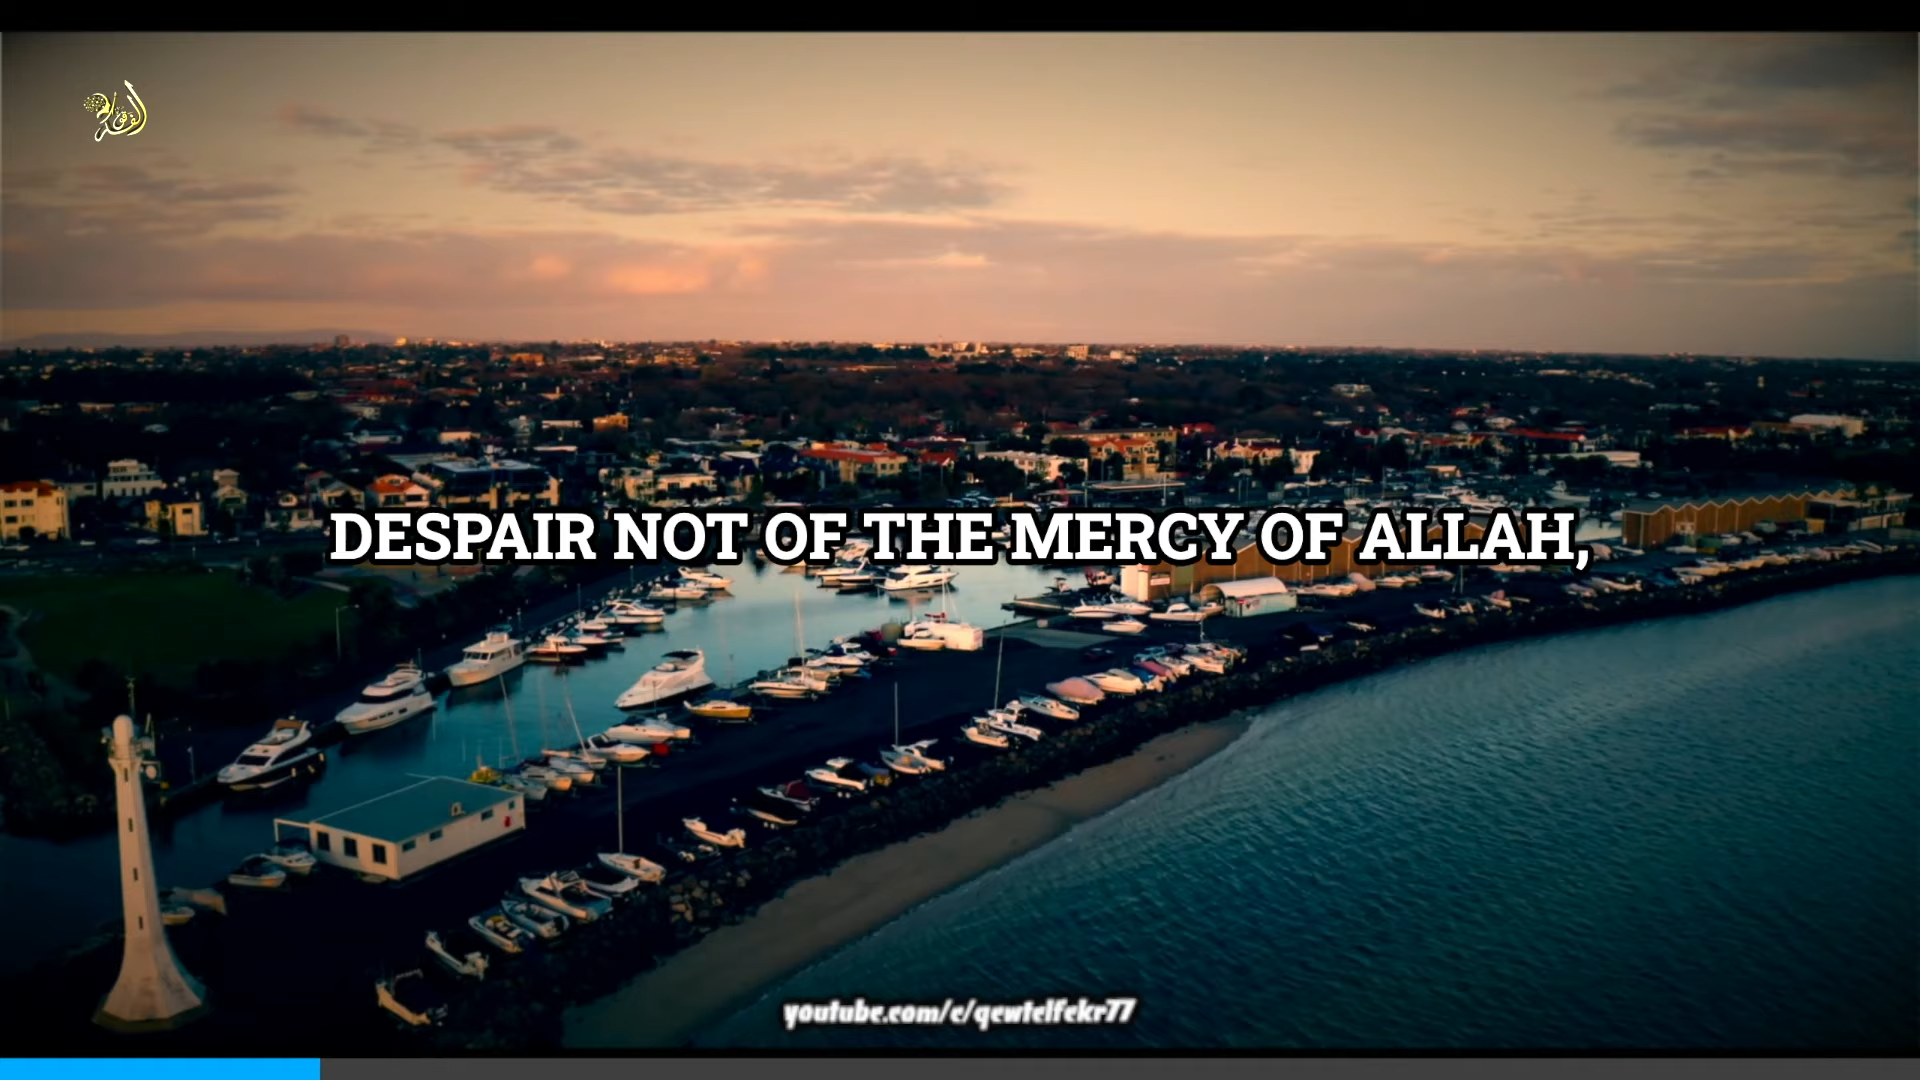 DESPAIR NOT OF THE MERCY OF ALLAH,
youtube.com/c/qewtelfekr77